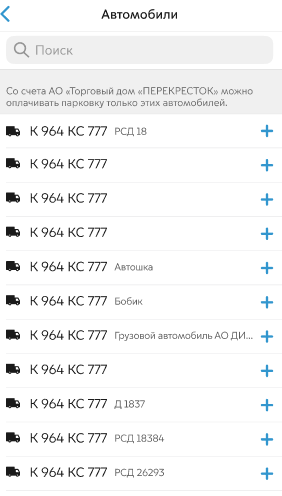 Автомобили
Поиск
Со счета АО «Торговый дом «ПЕРЕКРЕСТОК» можно
оплачивать парковку только этих автомобилей.
К 964 КС 777 РСД 18
К 964 КС 777
К 964 КС 777
К 964 КС 777
К 964 КС 777 Автошка
К 964 КС 777 Бобик
К 964 КС 777 Грузовой автомобиль АО ДИ...
К 964 КС 777
К 964 КС 777 Д 1837
К 964 КС 777 РСД 18384
К 964 КС 777 РСД 26293